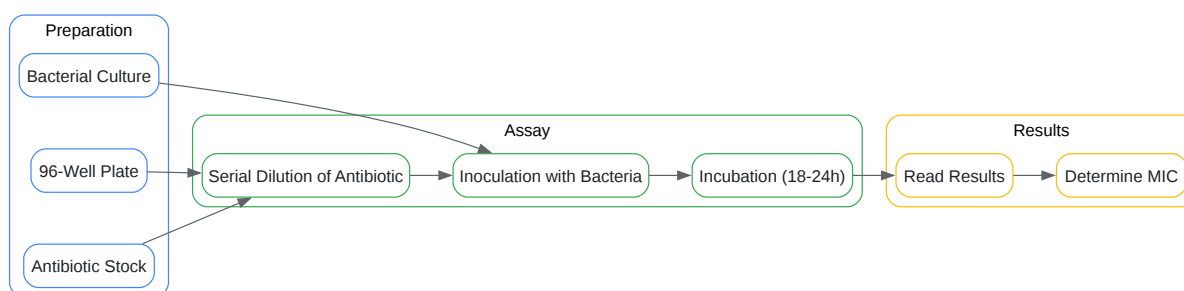 Preparation
Bacterial Culture
96-Well Plate
Antibiotic Stock
Assay
Serial Dilution of Antibiotic
Inoculation with Bacteria
Incubation (18-24h)
Results
Read Results
Determine MIC